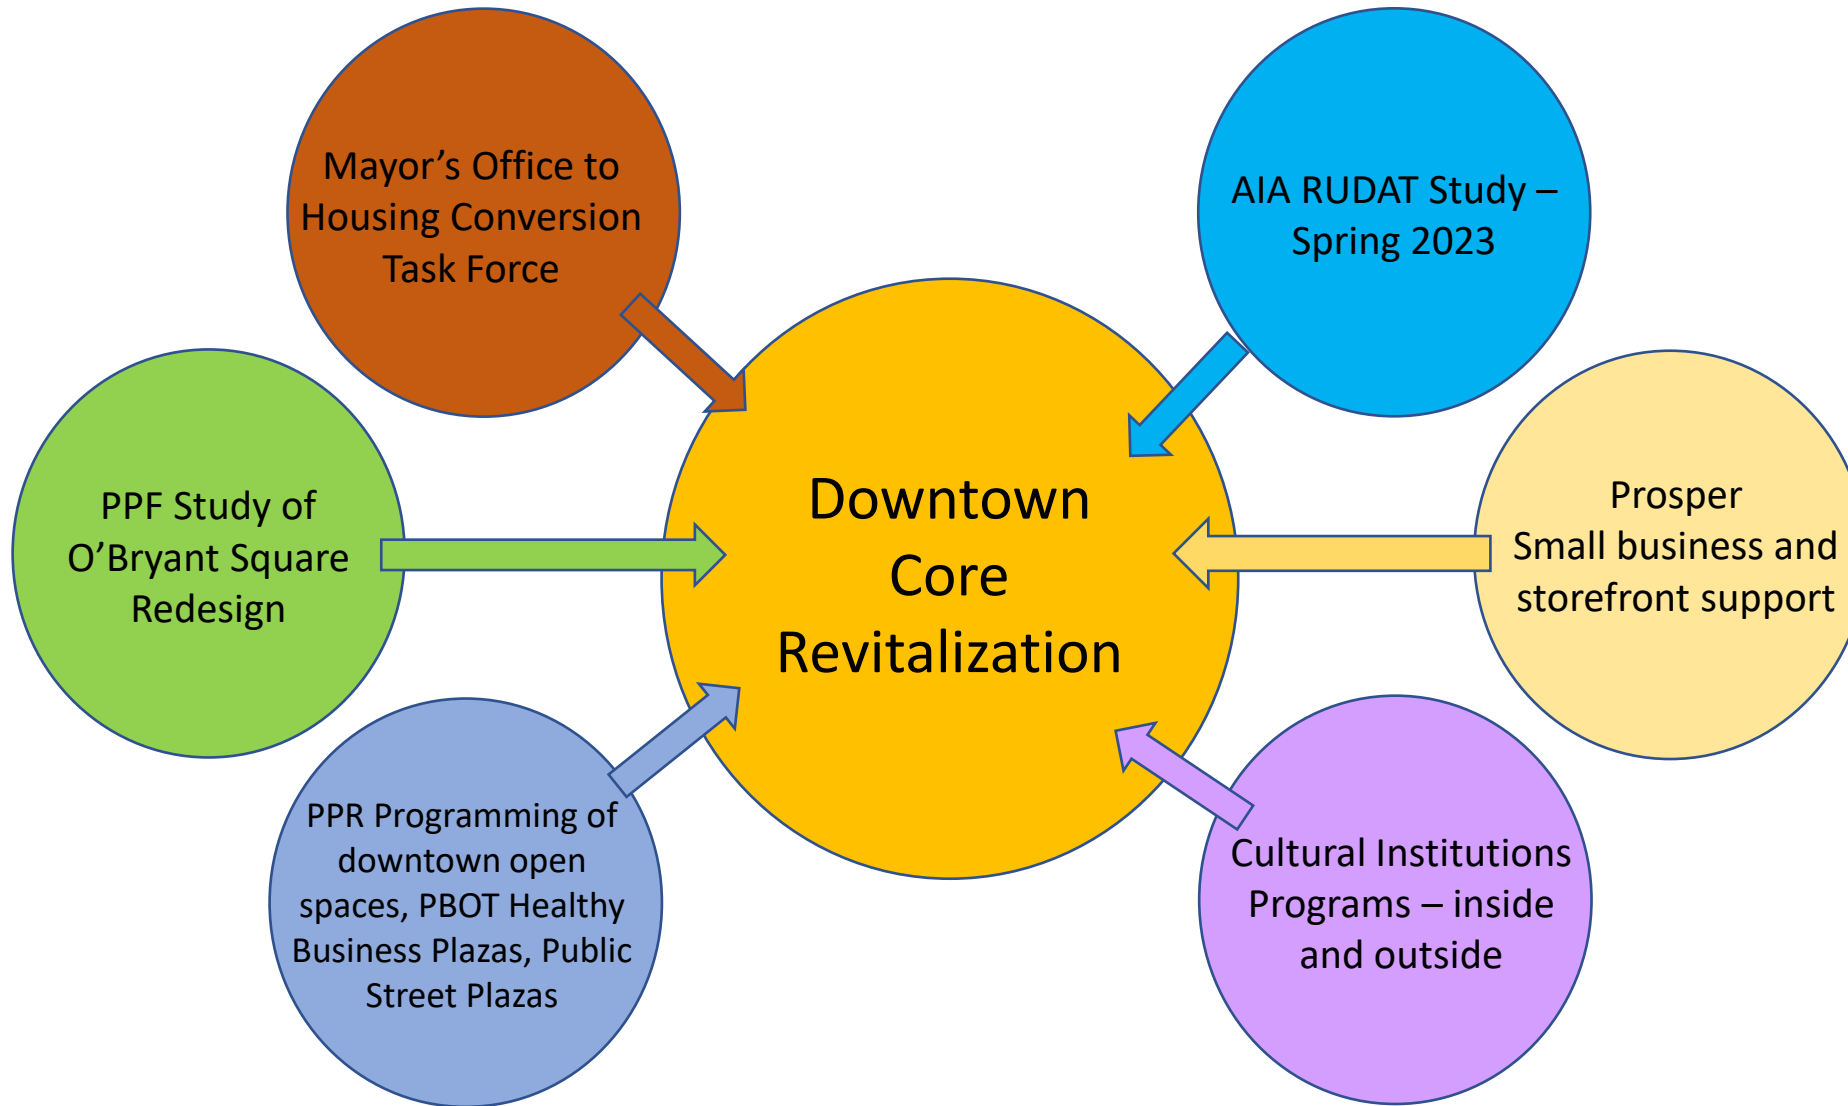 Mayor’s Office to
Housing Conversion
Task Force
AIA RUDAT Study –
Spring 2023
PPF Study of
O’Bryant Square
Redesign
Downtown
Core
Revitalization
Prosper
Small business and
storefront support
PPR Programming of
downtown open
spaces, PBOT Healthy
Business Plazas, Public
Street Plazas
Cultural Institutions
Programs – inside
and outside